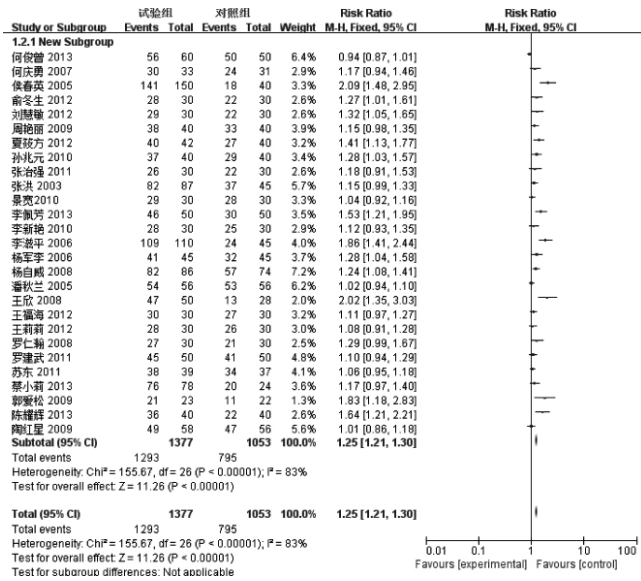 试验组 对照组 Risk Ratio Risk Ratio
Study or Subgroup Events Total Events Total Weight M-H, Fixed, 95% CI M-H, Fixed, 95% CI
1.2.1 New Subgroup
何俊曾 2013 56 60 50 50 6.4% 0.94 [0.87, 1.01]
何庆勇 2007 30 33 24 31 2.9% 1.17 [0.94, 1.46]
侯春英 2005 141 150 18 40 3.3% 2.09 [1.48, 2.95]
俞冬生 2012 28 30 22 30 2.6% 1.27 [1.01, 1.61]
刘慧敏 2012 29 30 22 30 2.6% 1.32 [1.05, 1.65]
周艳丽 2009 38 40 33 40 3.9% 1.15 [0.98, 1.35]
夏筱方 2012 40 42 27 40 3.2% 1.41 [1.13, 1.77]
孙兆元 2010 37 40 29 40 3.4% 1.28 [1.03, 1.57]
张治强 2011 26 30 22 30 2.6% 1.18 [0.91, 1.53]
张洪 2003 82 87 37 45 5.7% 1.15 [0.99, 1.33]
景宽2010 29 30 28 30 3.3% 1.04 [0.92, 1.16]
李佩芳 2013 46 50 30 50 3.5% 1.53 [1.21, 1.95]
李新艳 2010 28 30 25 30 2.9% 1.12 [0.93, 1.35]
李滋平 2006 109 110 24 45 4.0% 1.86 [1.41, 2.44]
杨军李 2006 41 45 32 45 3.8% 1.28 [1.04, 1.58]
杨自威 2008 82 86 57 74 7.2% 1.24 [1.08, 1.41]
潘秋兰 2005 54 56 53 56 6.2% 1.02 [0.94, 1.10]
王欣 2008 47 50 13 28 2.0% 2.02 [1.35, 3.03]
王福海 2012 30 30 27 30 3.2% 1.11 [0.97, 1.27]
王莉莉 2012 28 30 26 30 3.0% 1.08 [0.91, 1.28]
罗仁瀚 2008 27 30 21 30 2.5% 1.29 [0.99, 1.67]
罗建武 2011 45 50 41 50 4.8% 1.10 [0.94, 1.29]
苏东 2011 38 39 34 37 4.1% 1.06 [0.95, 1.18]
蔡小莉 2013 76 78 20 24 3.6% 1.17 [0.97, 1.40]
郭爱松 2010 21 23 11 22 1.3% 1.83 [1.18, 2.83]
陈耀辉 2013 36 40 22 40 2.6% 1.64 [1.21, 2.21]
陶红星 2009 49 58 47 56 5.6% 1.01 [0.86, 1.18]
Subtotal (95% CI) 1377 1053 100.0% 1.25 [1.21, 1.30]
Total events 1293 795
Heterogeneity: Chi² = 155.67, df = 26 (P < 0.00001); I² = 83%
Test for overall effect: Z = 11.26 (P < 0.00001)
Total (95% CI) 1377 1053 100.0% 1.25 [1.21, 1.30]
Total events 1293 795
Heterogeneity: Chi² = 155.67, df = 26 (P < 0.00001); I² = 83%
Test for overall effect: Z = 11.26 (P < 0.00001)
Test for subgroup differences: Not applicable
0.01 0.1 1 10 100
Favours [experimental] Favours [control]